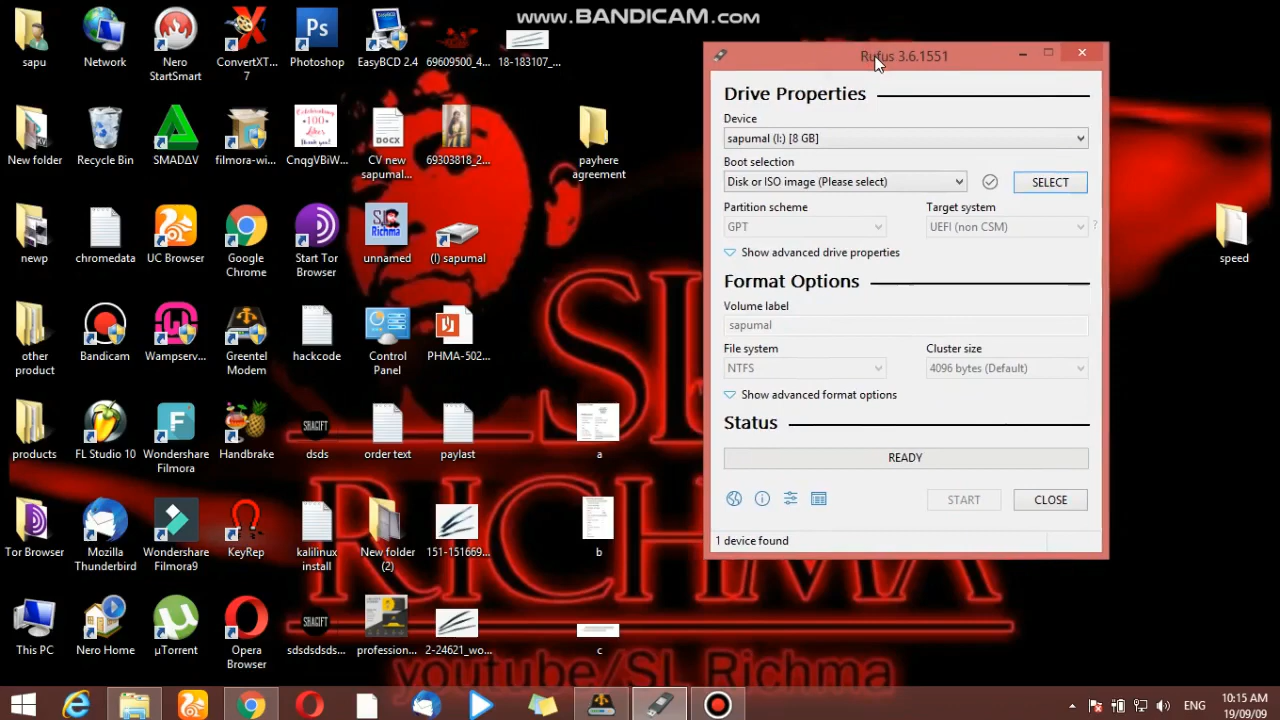 www.BANDICAM.com
sapu
Network
Nero
StartSmart
ConvertXT...
7
Ps
Photoshop
EasyBCD 2.4
69609500_4...
18-183107_...
New folder
Recycle Bin
SMADΔV
filmora-wi...
CnqgVBiW...
DOCX
CV new
sapumal...
69303818_2...
payhere
agreement
newp
chromedata
UC Browser
Google
Chrome
Start Tor
Browser
unnamed
(I) sapumal
speed
other
product
Bandicam
Wampserv...
Greentel
Modem
hackcode
Control
Panel
PHMA-502...
products
FL Studio 10
Wondershare
Filmora
Handbrake
SHAGIFT
dsds
order text
paylast
a
Tor Browser
Mozilla
Thunderbird
Wondershare
Filmora9
KeyRep
kalilinux
install
New folder
(2)
151-151669...
b
This PC
Nero Home
µTorrent
Opera
Browser
SHAGIFT
sdsdsdsds...
profession...
2-24621_wo...
c
Rufus 3.6.1551
Drive Properties
Device
sapumal (I:) [8 GB]
Boot selection
Disk or ISO image (Please select)
SELECT
Partition scheme
Target system
GPT
UEFI (non CSM)
?
Show advanced drive properties
Format Options
Volume label
sapumal
File system
Cluster size
NTFS
4096 bytes (Default)
Show advanced format options
Status
READY
START
CLOSE
1 device found
RICHMA
youtube/SL Richma
ENG
10:15 AM
19/09/09